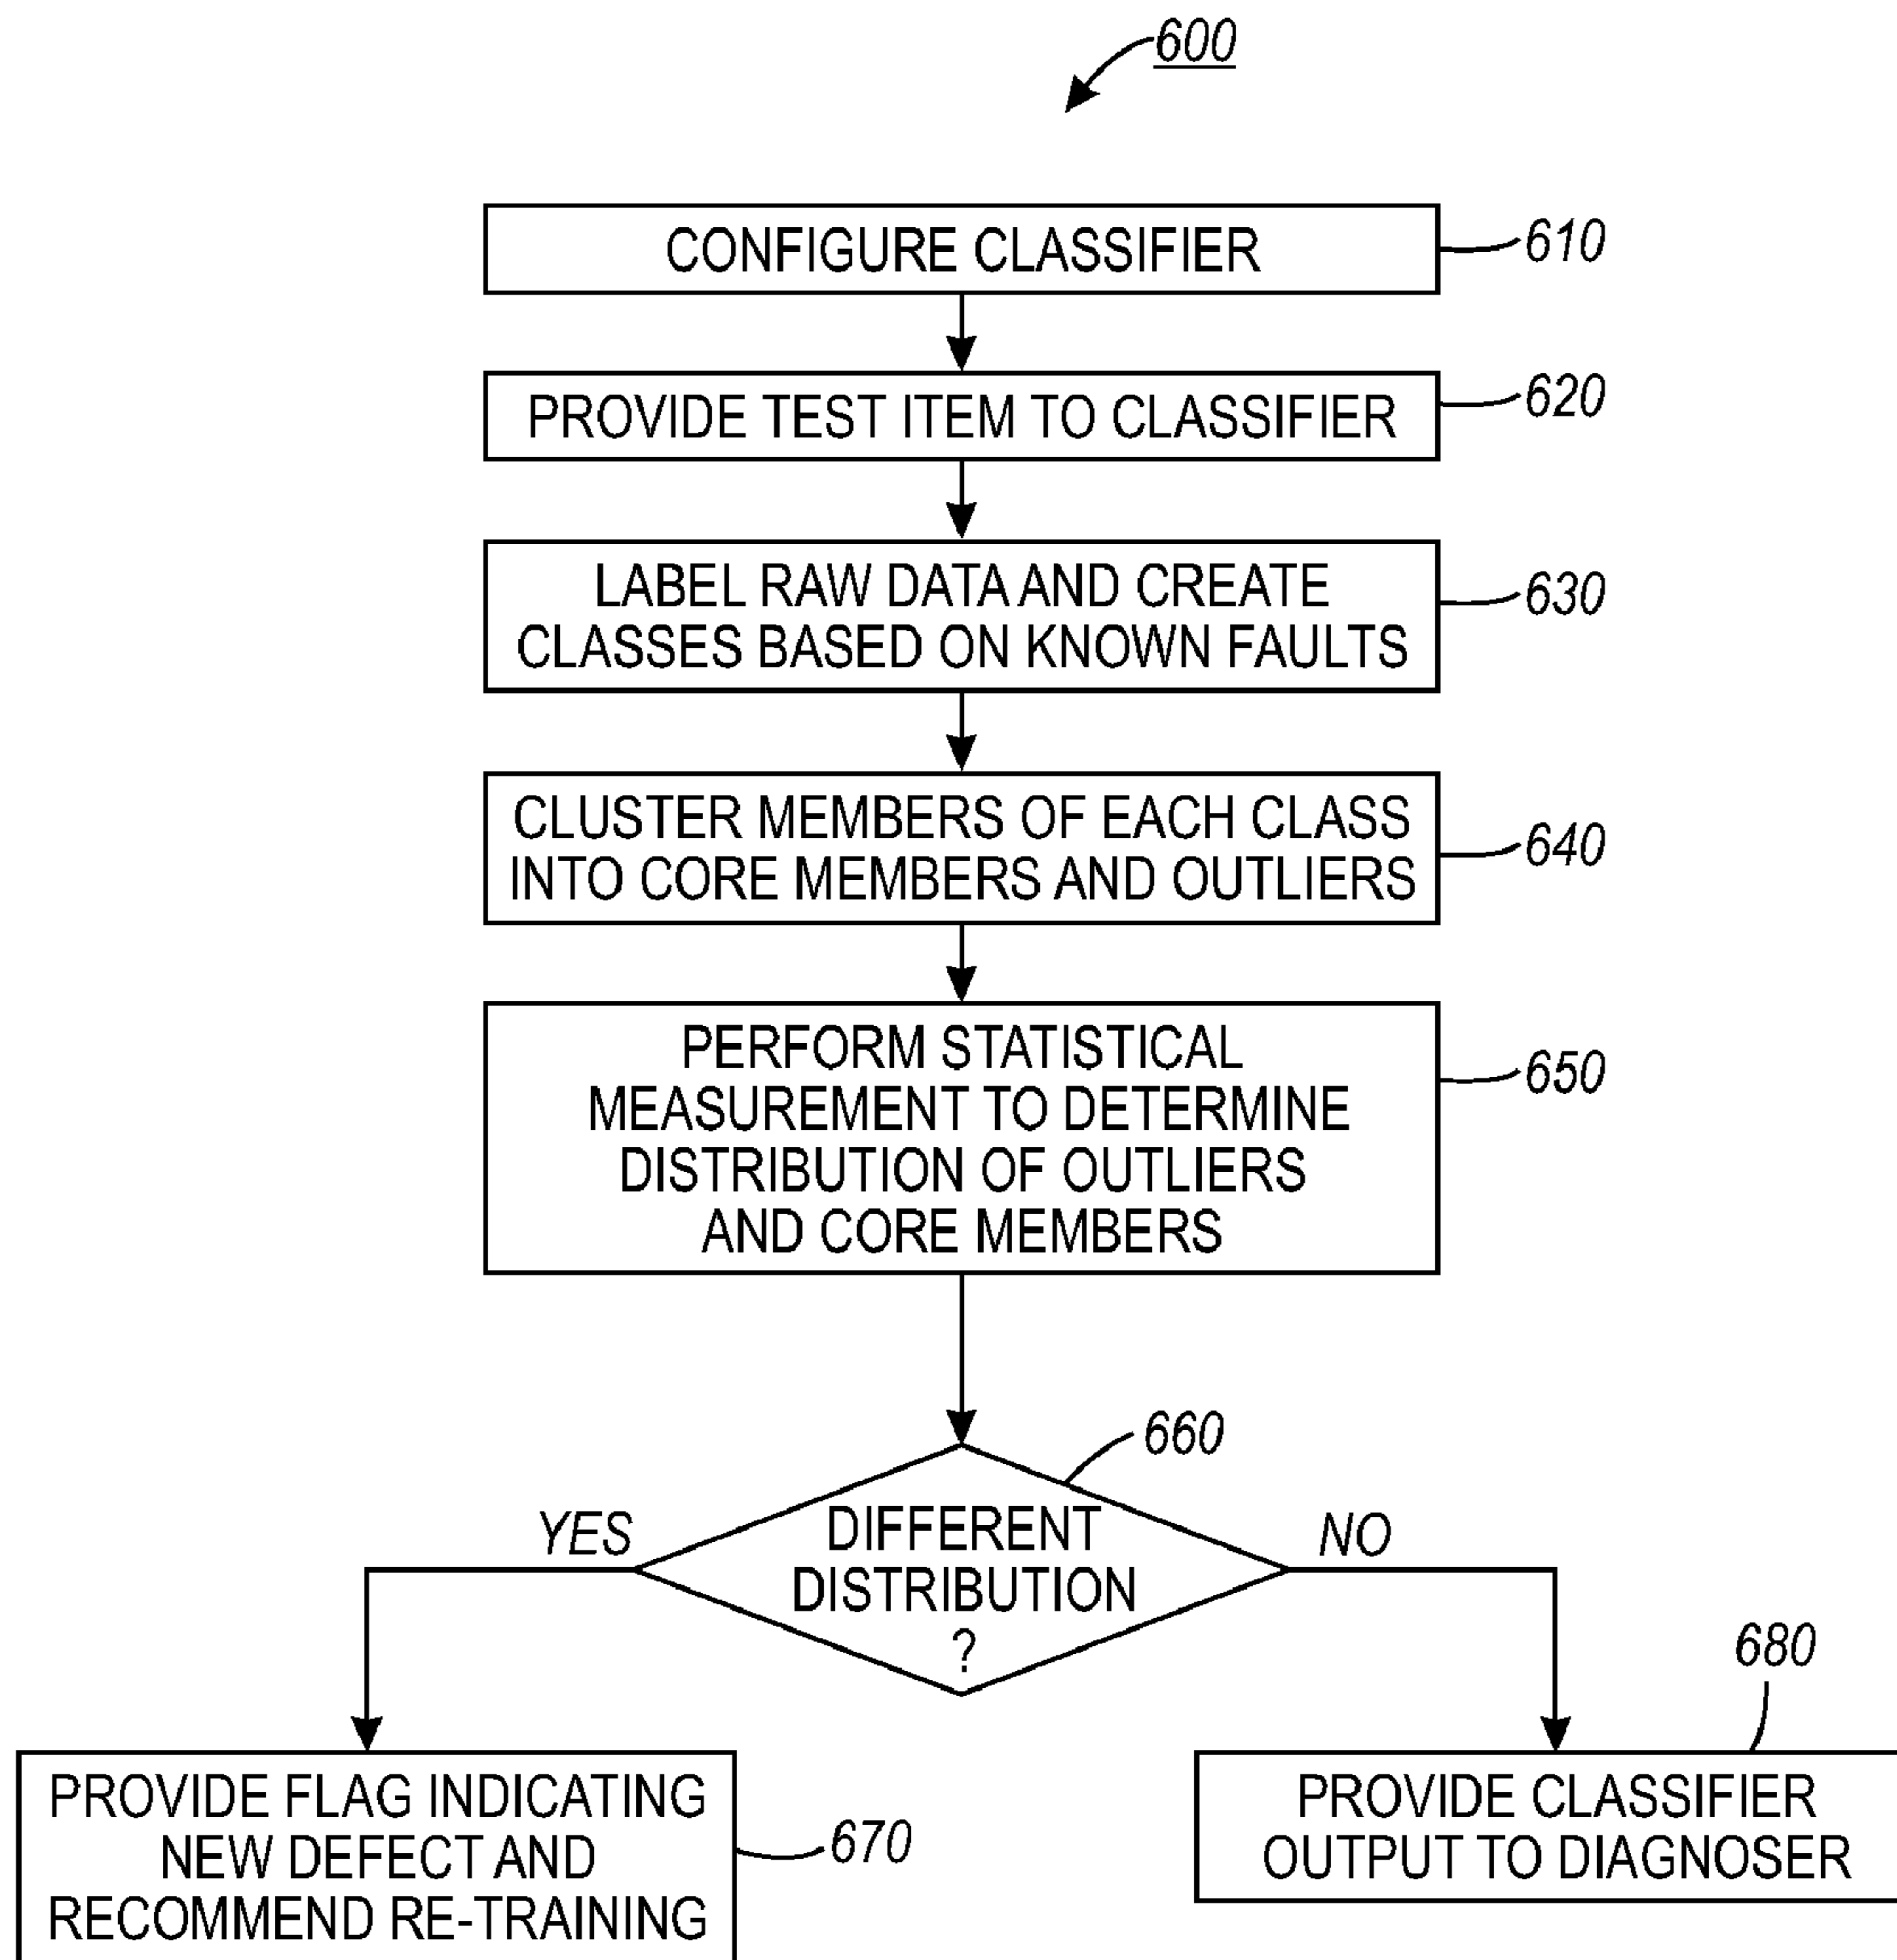 600
CONFIGURE CLASSIFIER
610
PROVIDE TEST ITEM TO CLASSIFIER
620
LABEL RAW DATA AND CREATE
CLASSES BASED ON KNOWN FAULTS
630
CLUSTER MEMBERS OF EACH CLASS
INTO CORE MEMBERS AND OUTLIERS
640
PERFORM STATISTICAL
MEASUREMENT TO DETERMINE
DISTRIBUTION OF OUTLIERS
AND CORE MEMBERS
650
660
DIFFERENT
DISTRIBUTION
?
YES
NO
PROVIDE FLAG INDICATING
NEW DEFECT AND
RECOMMEND RE-TRAINING
670
680
PROVIDE CLASSIFIER
OUTPUT TO DIAGNOSER